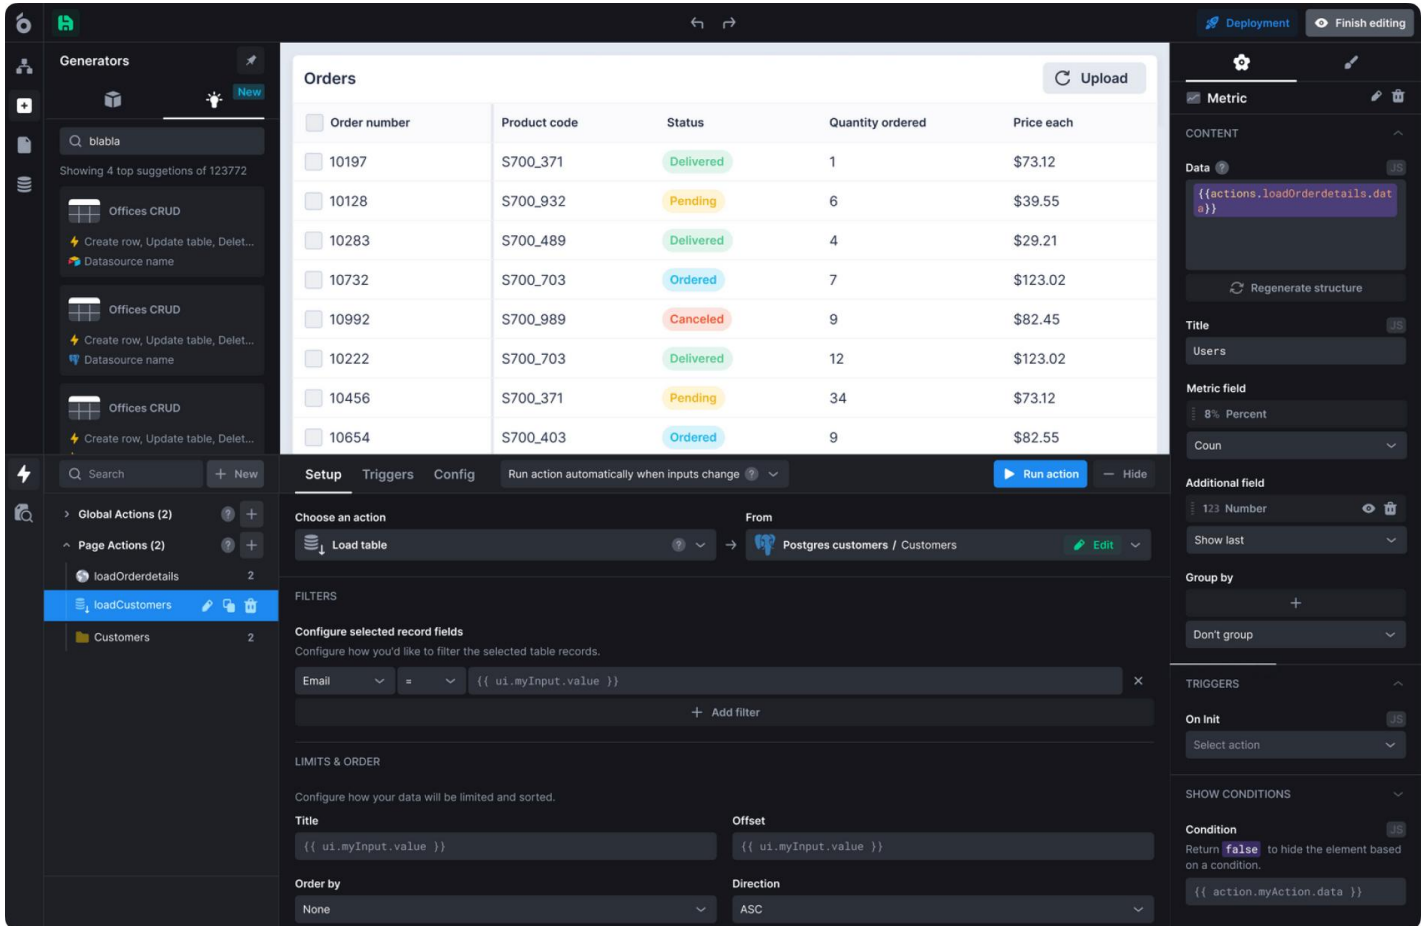 Deployment
Finish editing
Generators
New
blabla
Showing 4 top suggetions of 123772
Offices CRUD
Create row, Update table, Delet...
Datasource name
Offices CRUD
Create row, Update table, Delet...
Datasource name
Offices CRUD
Create row, Update table, Delet...
Orders
Upload
Order number Product code Status Quantity ordered Price each
10197 S700_371 Delivered 1 $73.12
10128 S700_932 Pending 6 $39.55
10283 S700_489 Delivered 4 $29.21
10732 S700_703 Ordered 7 $123.02
10992 S700_989 Canceled 9 $82.45
10222 S700_703 Delivered 12 $123.02
10456 S700_371 Pending 34 $73.12
10654 S700_403 Ordered 9 $82.55
Search
+ New
Global Actions (2) ? +
Page Actions (2) ? +
loadOrderdetails 2
loadCustomers
Customers 2
Setup Triggers Config Run action automatically when inputs change ? Run action — Hide
Choose an action
Load table ?
→
From
Postgres customers / Customers Edit
FILTERS
Configure selected record fields
Configure how you'd like to filter the selected table records.
Email = {{ ui.myInput.value }} ×
+ Add filter
LIMITS & ORDER
Configure how your data will be limited and sorted.
Title
{{ ui.myInput.value }}
Offset
{{ ui.myInput.value }}
Order by
None
Direction
ASC
Metric
CONTENT
Data ? JS
{{actions.loadOrderdetails.dat
a}}
Regenerate structure
Title JS
Users
Metric field
8% Percent
Coun
Additional field
123 Number
Show last
Group by
+
Don't group
TRIGGERS
On Init JS
Select action
SHOW CONDITIONS
Condition JS
Return false to hide the element based
on a condition.
{{ action.myAction.data }}